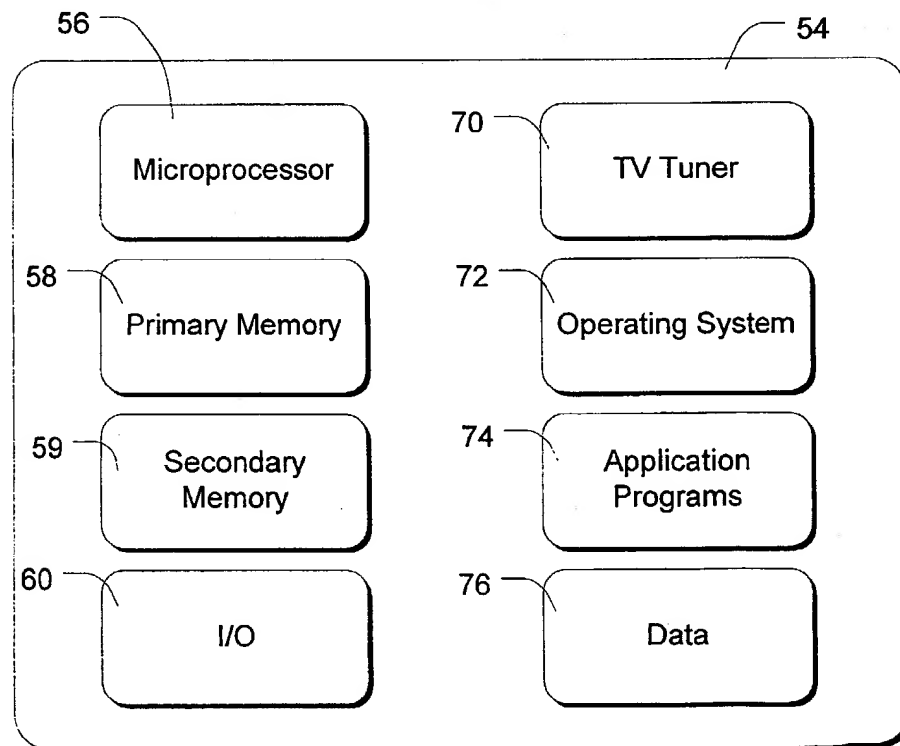 56
54
Microprocessor
70
TV Tuner
58
Primary Memory
72
Operating System
59
Secondary
Memory
74
Application
Programs
60
I/O
76
Data